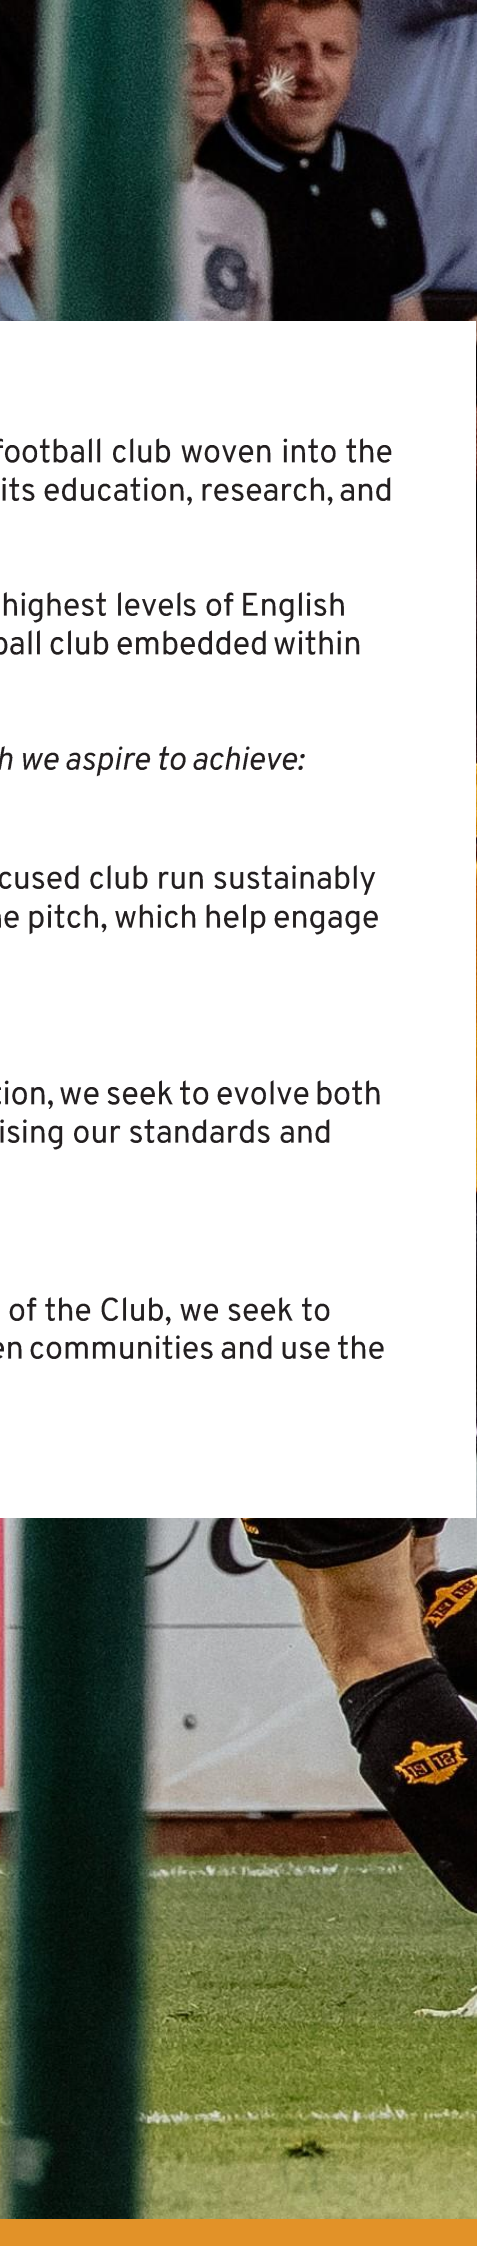 football club woven into the
its education, research, and
highest levels of English
ball club embedded within
h we aspire to achieve:
cused club run sustainably
he pitch, which help engage
tion, we seek to evolve both
ising our standards and
of the Club, we seek to
en communities and use the
1912